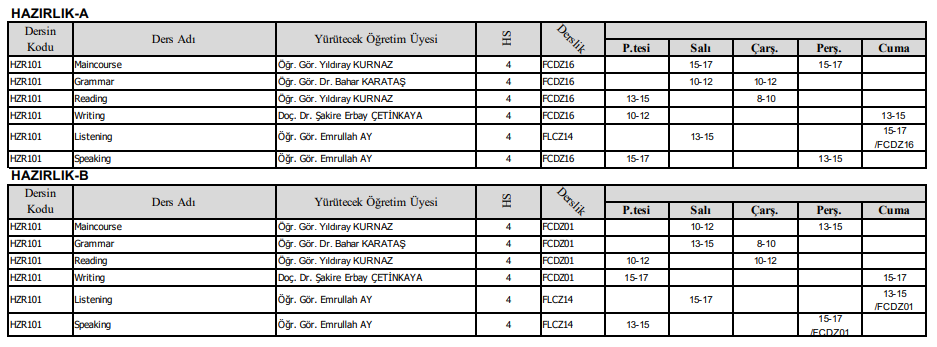 HAZIRLIK-A
Dersin Kodu Ders Adı Yürütecek Öğretim Üyesi HS Derslik P.tesi Salı Çarş. Perş. Cuma
HZR101 Maincourse Öğr. Gör. Yıldıray KURNAZ 4 FCDZ16 15-17 15-17
HZR101 Grammar Öğr. Gör. Dr. Bahar KARATAŞ 4 FCDZ16 10-12 10-12
HZR101 Reading Öğr. Gör. Yıldıray KURNAZ 4 FCDZ16 13-15 8-10
HZR101 Writing Doç. Dr. Şakire Erbay ÇETİNKAYA 4 FCDZ16 10-12 13-15
HZR101 Listening Öğr. Gör. Emrullah AY 4 FLCZ14 13-15 15-17 /FCDZ16
HZR101 Speaking Öğr. Gör. Emrullah AY 4 FCDZ16 15-17 13-15
HAZIRLIK-B
Dersin Kodu Ders Adı Yürütecek Öğretim Üyesi HS Derslik P.tesi Salı Çarş. Perş. Cuma
HZR101 Maincourse Öğr. Gör. Yıldıray KURNAZ 4 FCDZ01 10-12 13-15
HZR101 Grammar Öğr. Gör. Dr. Bahar KARATAŞ 4 FCDZ01 13-15 8-10
HZR101 Reading Öğr. Gör. Yıldıray KURNAZ 4 FCDZ01 10-12 10-12
HZR101 Writing Doç. Dr. Şakire Erbay ÇETİNKAYA 4 FCDZ01 15-17 15-17
HZR101 Listening Öğr. Gör. Emrullah AY 4 FLCZ14 15-17 13-15 /FCDZ01
HZR101 Speaking Öğr. Gör. Emrullah AY 4 FLCZ14 13-15 15-17 /FCDZ01